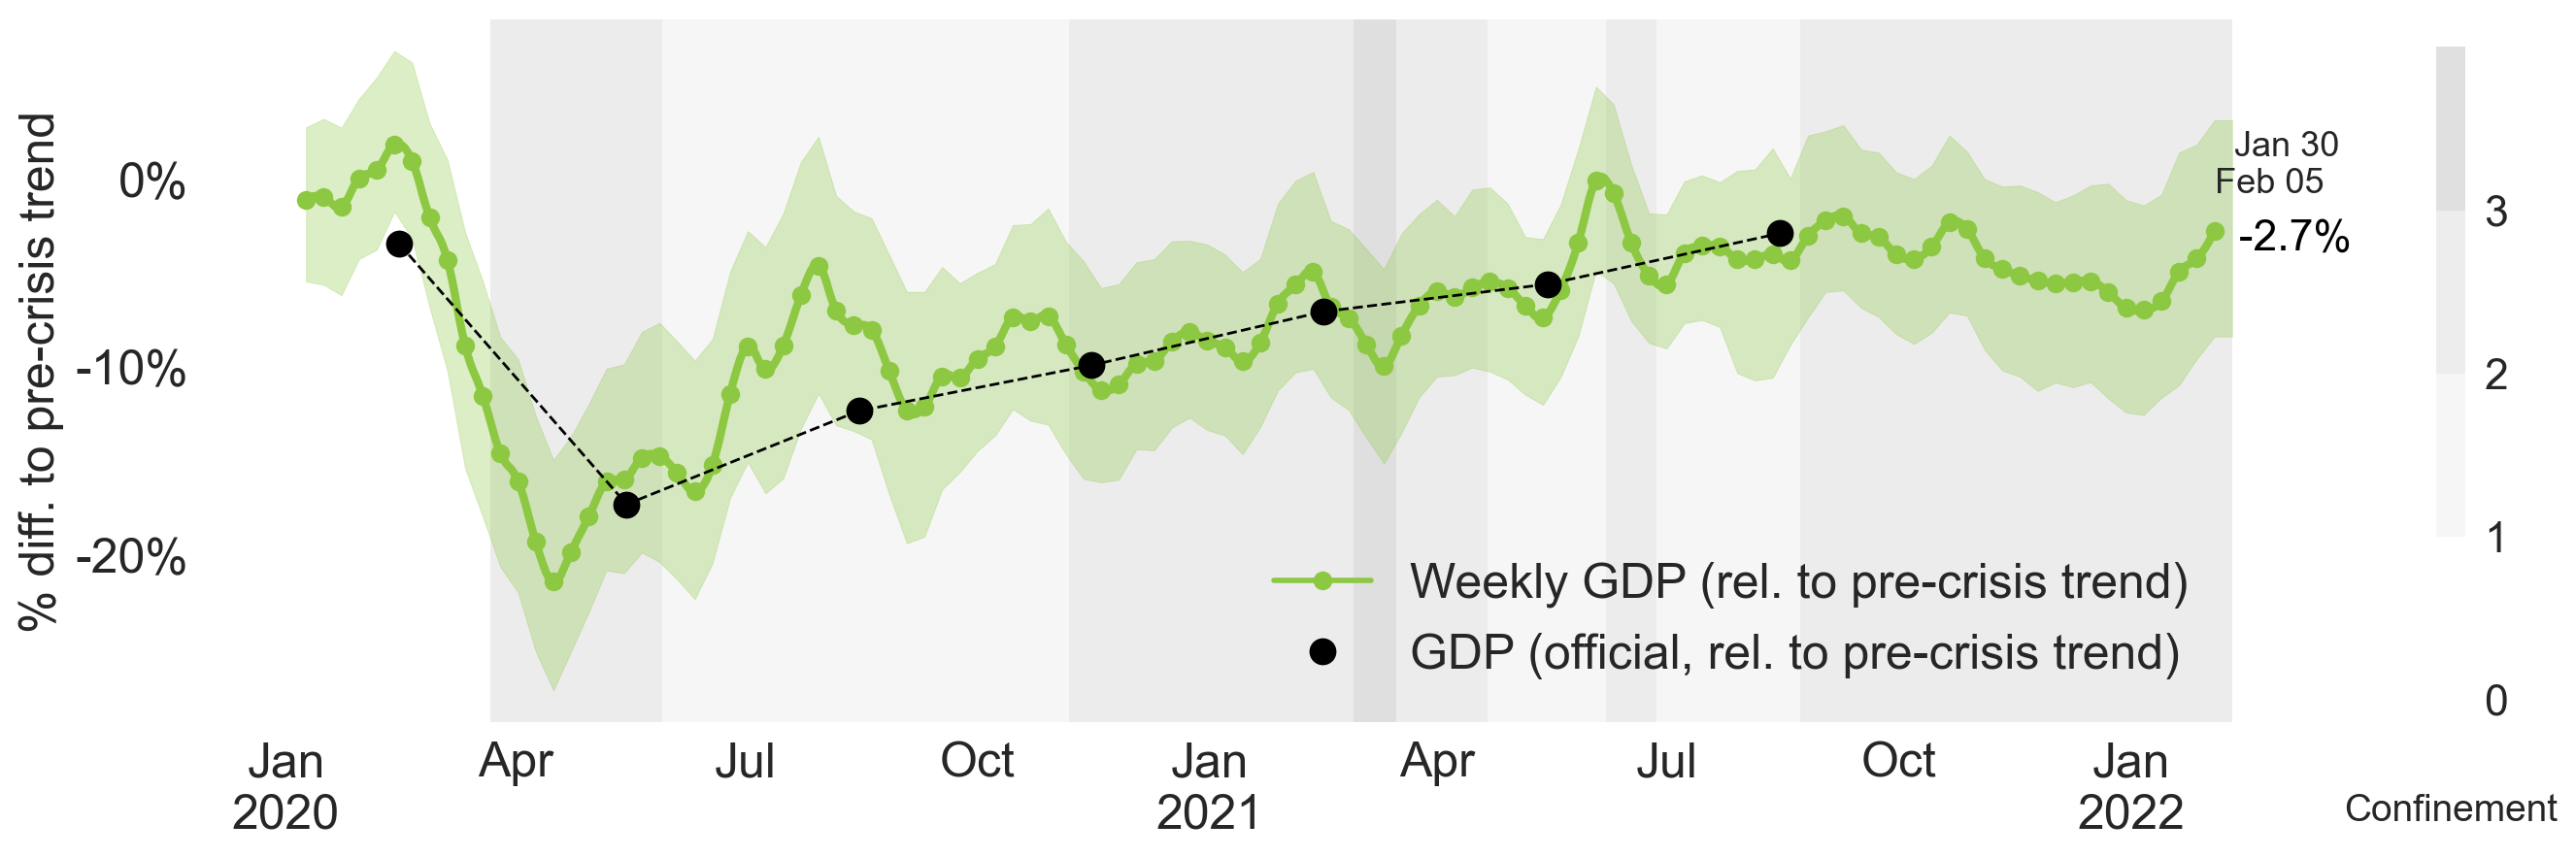 % diff. to pre-crisis trend
0%
-10%
-20%
Jan 30
Feb 05
-2.7%
Weekly GDP (rel. to pre-crisis trend)
GDP (official, rel. to pre-crisis trend)
Jan
2020
Apr
Jul
Oct
Jan
2021
Apr
Jul
Oct
Jan
2022
3
2
1
0
Confinement